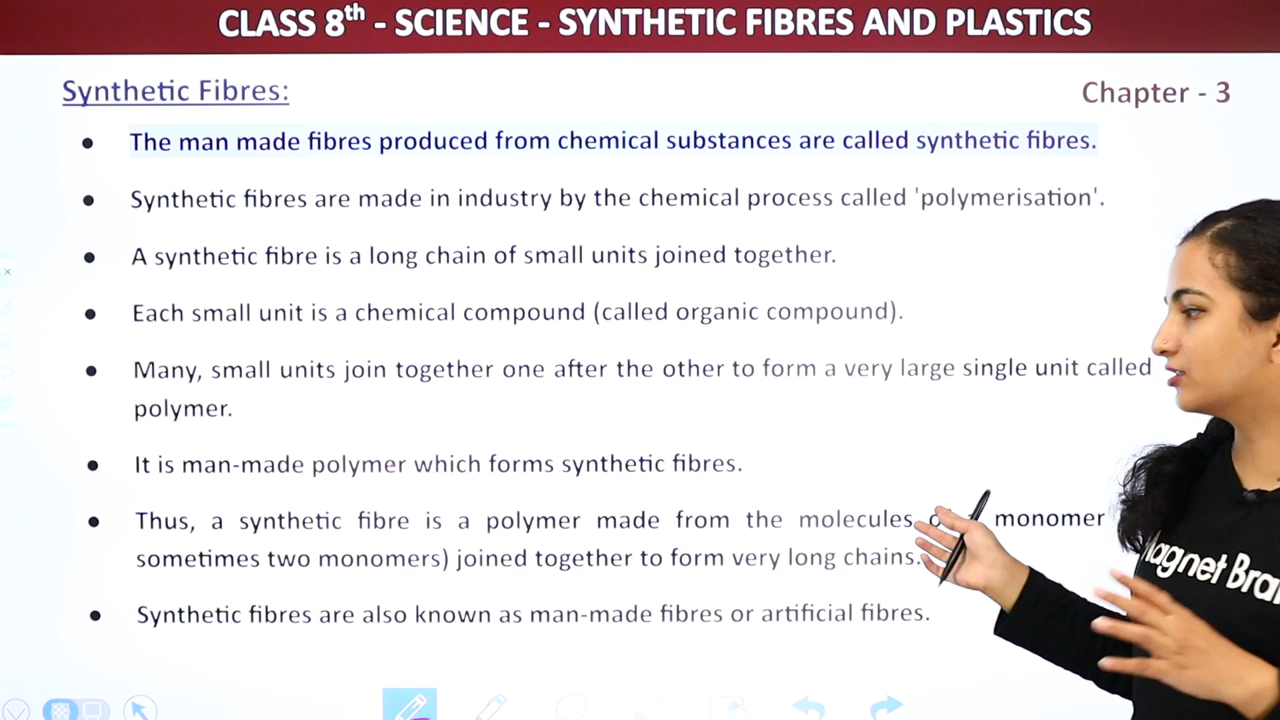 CLASS 8th - SCIENCE - SYNTHETIC FIBRES AND PLASTICS
Synthetic Fibres:
Chapter - 3
● The man made fibres produced from chemical substances are called synthetic fibres.
● Synthetic fibres are made in industry by the chemical process called 'polymerisation'.
● A synthetic fibre is a long chain of small units joined together.
● Each small unit is a chemical compound (called organic compound).
● Many, small units join together one after the other to form a very large single unit called
polymer.
● It is man-made polymer which forms synthetic fibres.
● Thus, a synthetic fibre is a polymer made from the molecules monomer
sometimes two monomers) joined together to form very long chains.
● Synthetic fibres are also known as man-made fibres or artificial fibres.